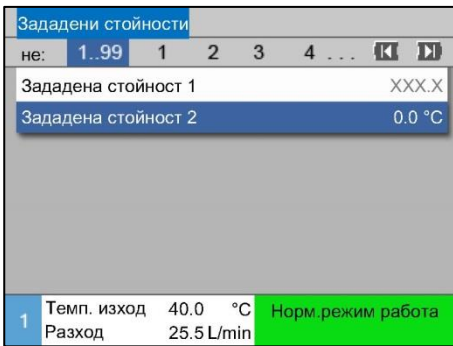 Зададени стойности
не: 1..99 1 2 3 4 ...
Зададена стойност 1 XXX.X
Зададена стойност 2 0.0 °C
1 Темп. изход 40.0 °C Норм.режим работа
Разход 25.5 L/min